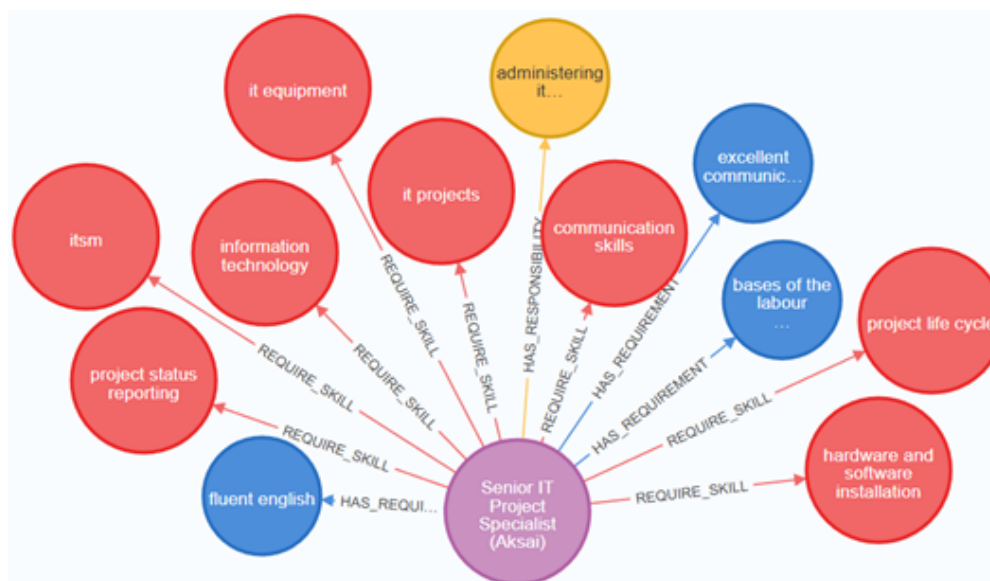 it equipment
administering
it…
excellent
communic…
it projects
communication
skills
itsm
information
technology
bases of the
labour
…
project life cycle
project status
reporting
hardware and
software
installation
fluent english
Senior IT
Project
Specialist
(Aksai)
REQUIRE_SKILL
REQUIRE_SKILL
REQUIRE_SKILL
REQUIRE_SKILL
REQUIRE_SKILL
HAS_RESPONSIBILITY
REQUIRE_SKILL
HAS_REQUIREMENT
HAS_REQUIREMENT
REQUIRE_SKILL
REQUIRE_SKILL
HAS_REQUI…